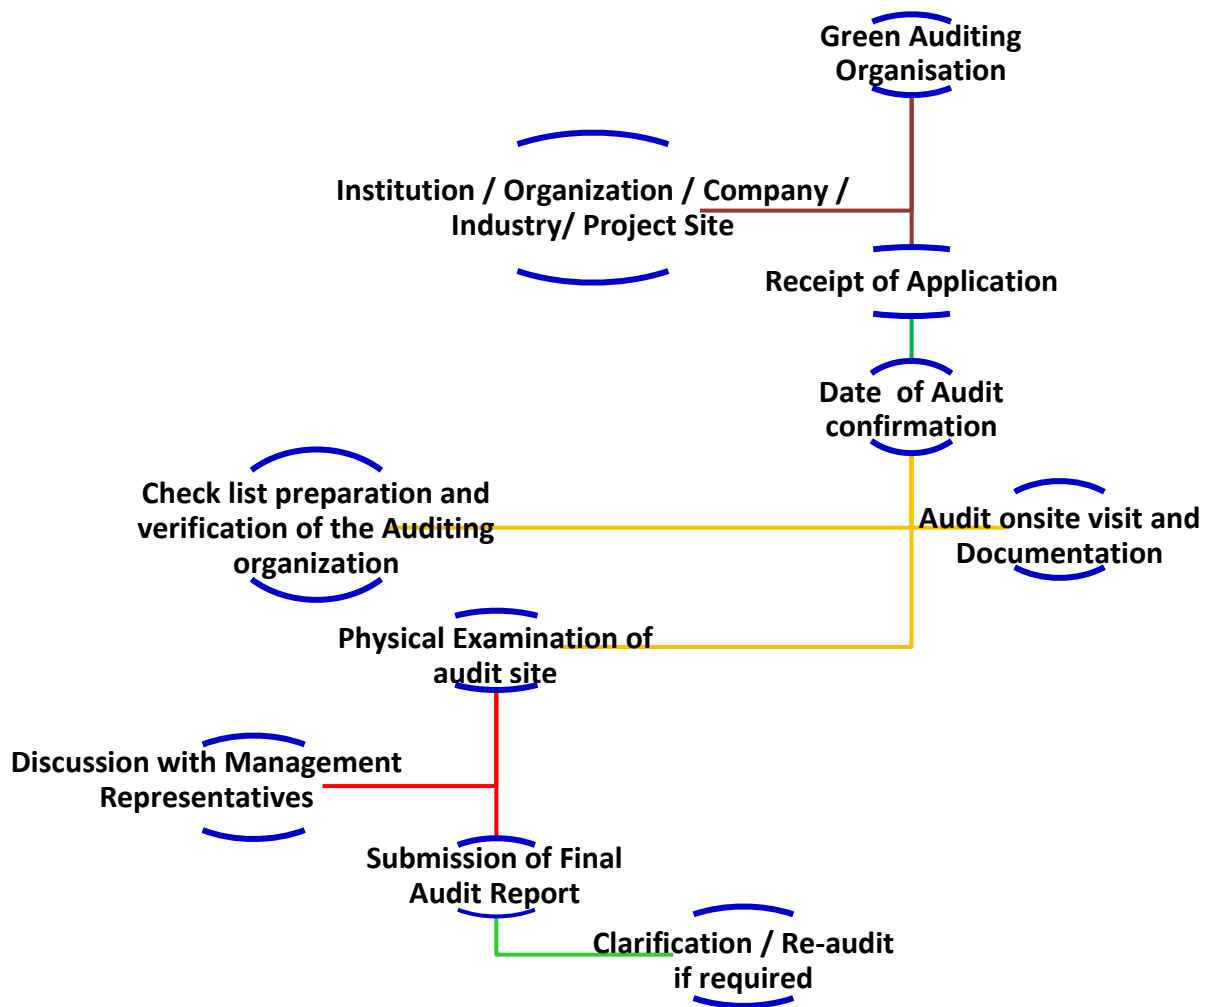 Green Auditing
Organisation
Institution / Organization / Company /
Industry/ Project Site
Receipt of Application
Date of Audit
confirmation
Check list preparation and
verification of the Auditing
organization
Audit onsite visit and
Documentation
Physical Examination of
audit site
Discussion with Management
Representatives
Submission of Final
Audit Report
Clarification / Re-audit
if required